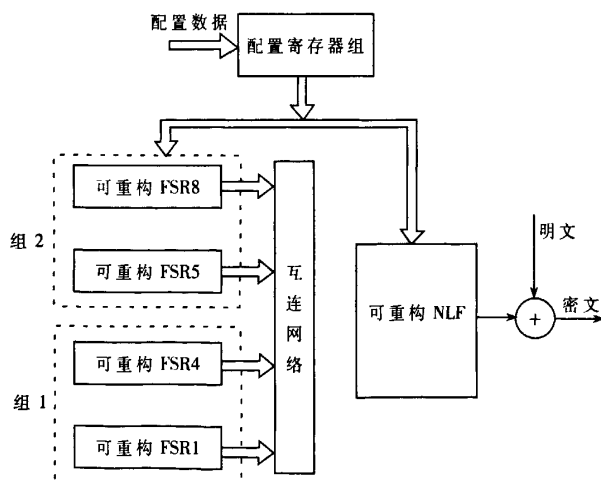 配置数据
配置寄存器组
组 2
可重构 FSR8
可重构 FSR5
组 1
可重构 FSR4
可重构 FSR1
互连网络
可重构 NLF
明文
+
密文